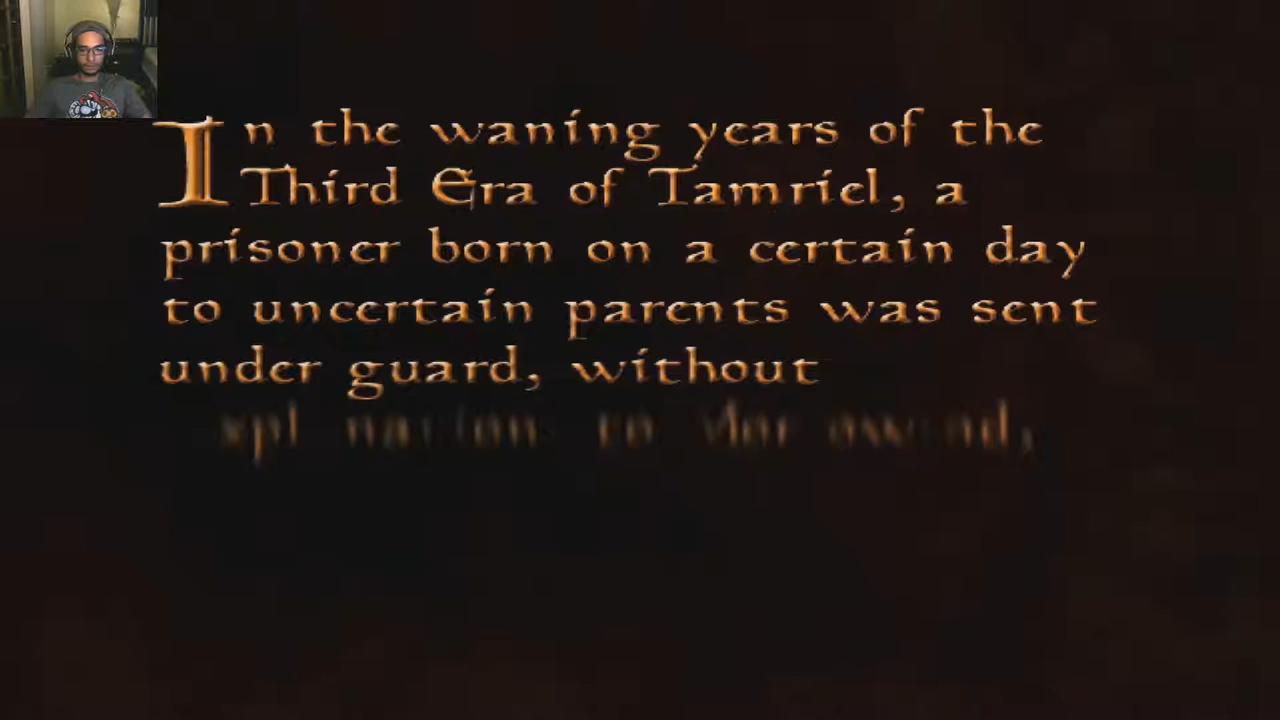 In the waning years of the
Third Era of Tamriel, a
prisoner born on a certain day
to uncertain parents was sent
under guard, without
to